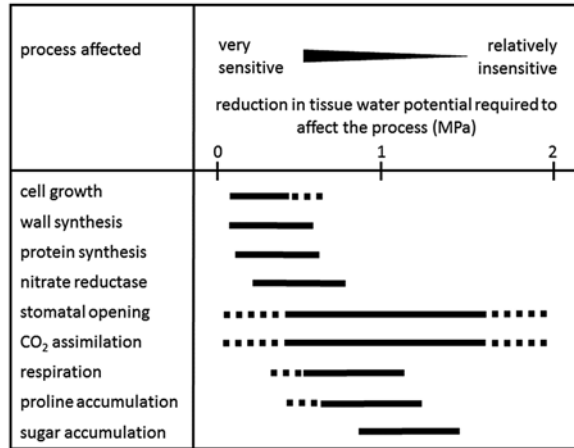 process affected
very sensitive
relatively insensitive
reduction in tissue water potential required to
affect the process (MPa)
0 1 2
cell growth
wall synthesis
protein synthesis
nitrate reductase
stomatal opening
CO₂ assimilation
respiration
proline accumulation
sugar accumulation